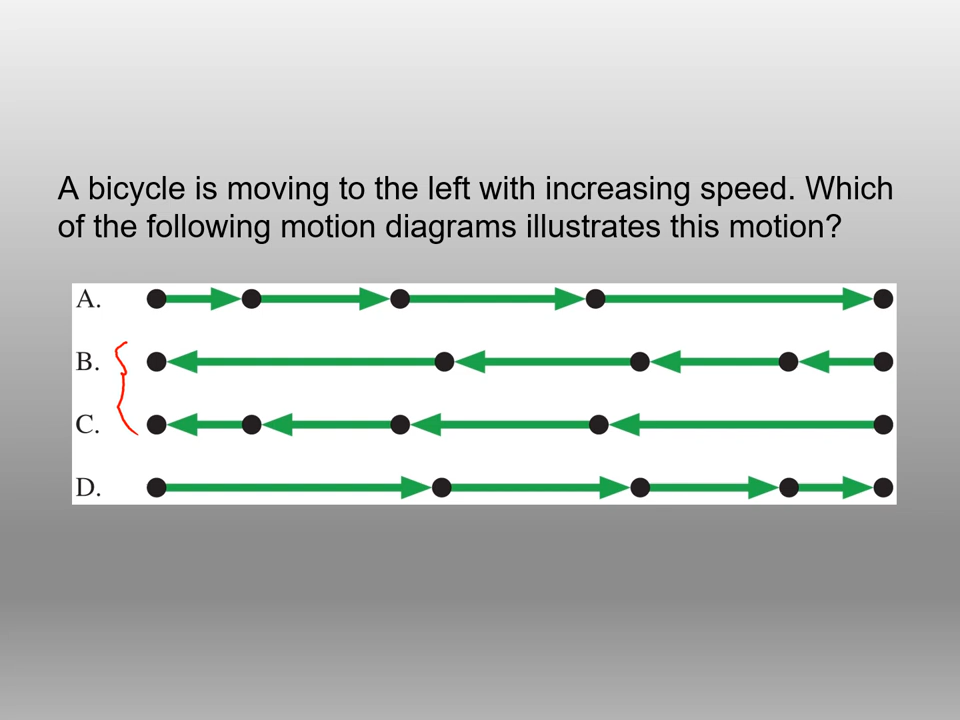 A bicycle is moving to the left with increasing speed. Which
of the following motion diagrams illustrates this motion?
A.
B.
C.
D.